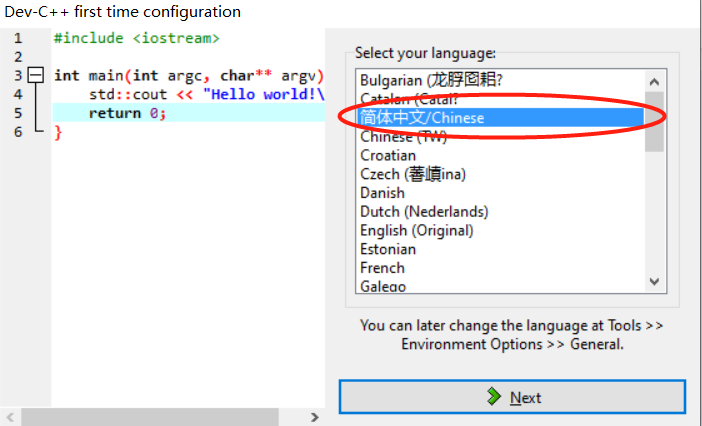 Dev-C++ first time configuration
1 #include <iostream>
2
3 int main(int argc, char** argv)
4 std::cout << "Hello world!\
5 return 0;
6 }
Select your language:
Bulgarian (龙脬囵耜?
Catalan (Catal?
简体中文/Chinese
Chinese (TW)
Croatian
Czech (萫嶃ina)
Danish
Dutch (Nederlands)
English (Original)
Estonian
French
Galego
You can later change the language at Tools >>
Environment Options >> General.
Next